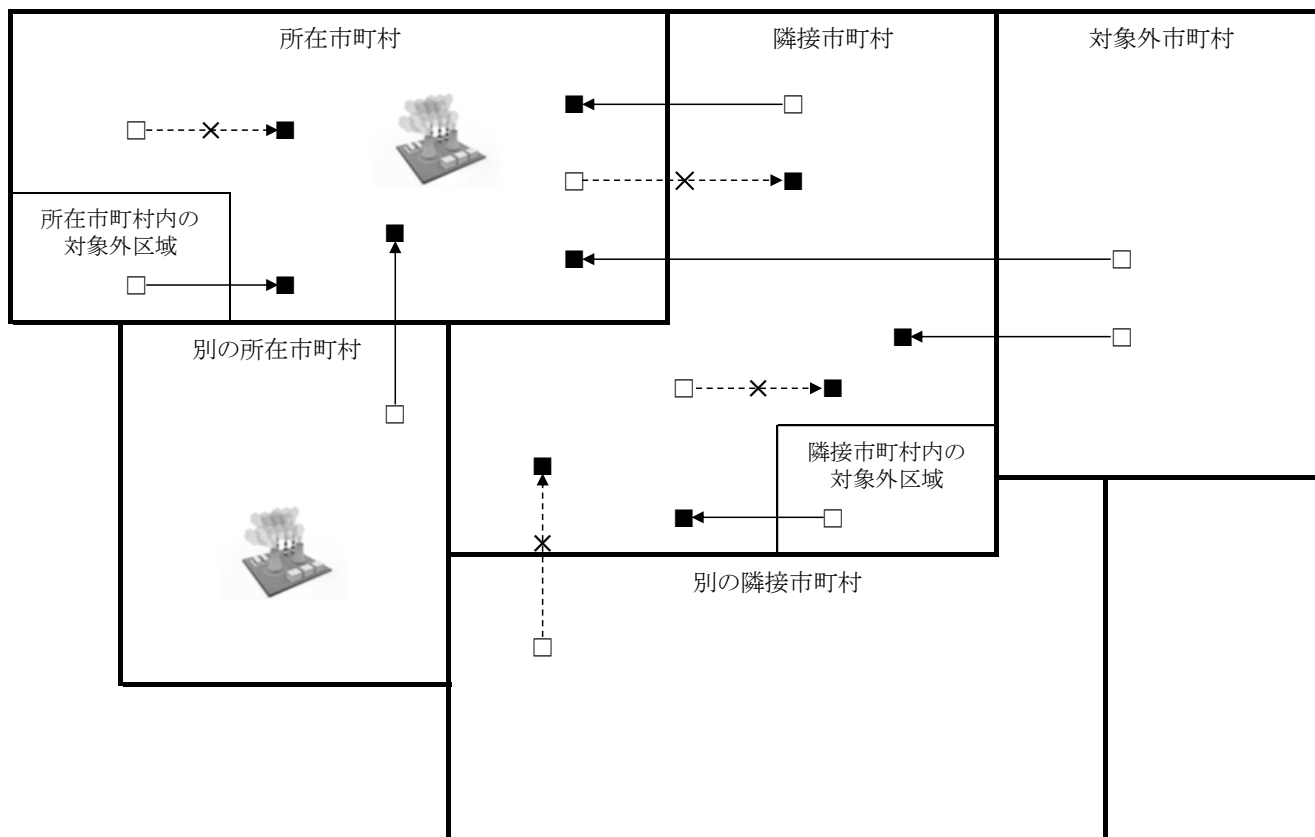 所在市町村
隣接市町村
対象外市町村
所在市町村内の
対象外区域
別の所在市町村
隣接市町村内の
対象外区域
別の隣接市町村